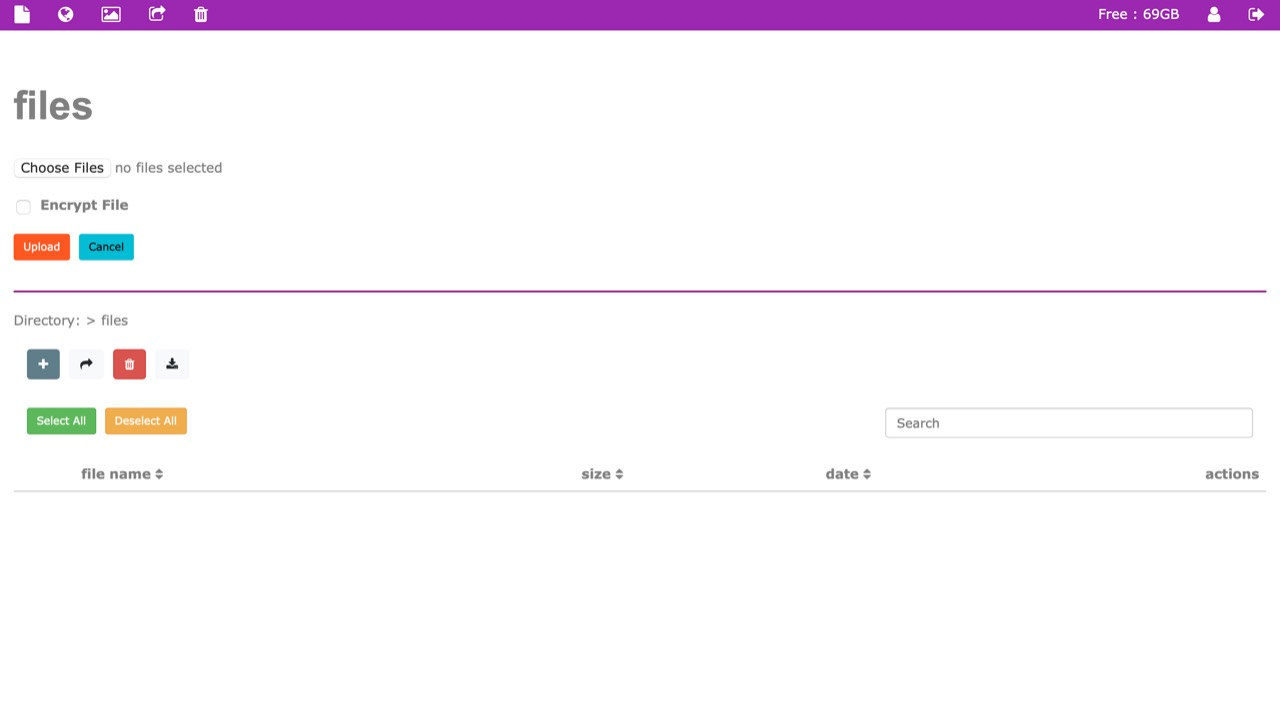 Free : 69GB
files
Choose Files no files selected
Encrypt File
Upload Cancel
Directory: > files
Select All Deselect All Search
file name size date actions